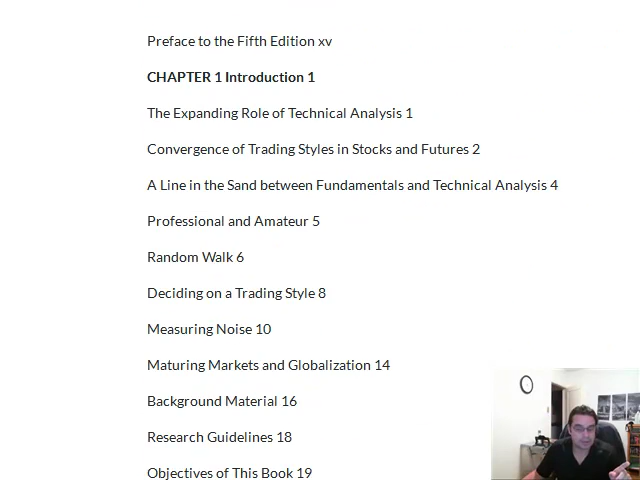 Preface to the Fifth Edition xv
CHAPTER 1 Introduction 1
The Expanding Role of Technical Analysis 1
Convergence of Trading Styles in Stocks and Futures 2
A Line in the Sand between Fundamentals and Technical Analysis 4
Professional and Amateur 5
Random Walk 6
Deciding on a Trading Style 8
Measuring Noise 10
Maturing Markets and Globalization 14
Background Material 16
Research Guidelines 18
Objectives of This Book 19